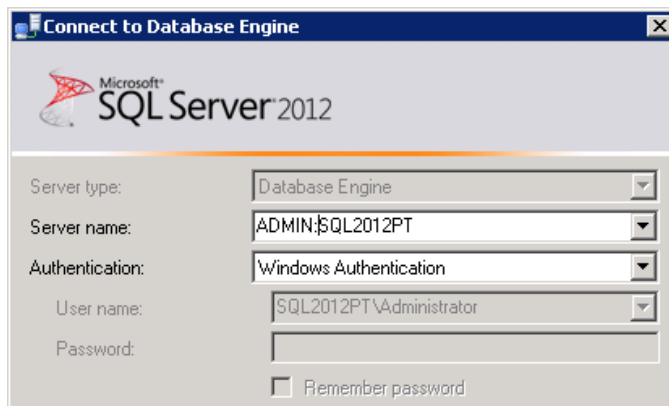 Connect to Database Engine
Microsoft®
SQL Server® 2012
Server type: Database Engine
Server name: ADMIN:SQL2012PT
Authentication: Windows Authentication
User name: SQL2012PT\Administrator
Password:
Remember password